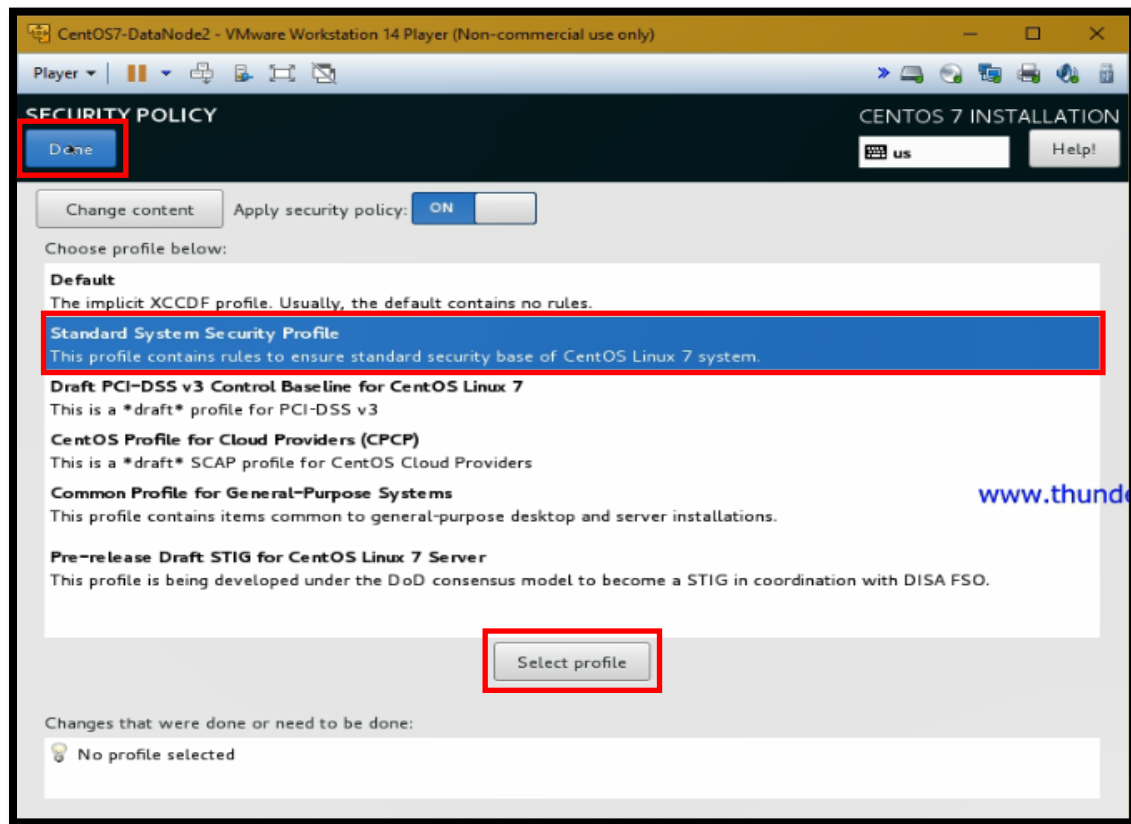 CentOS7-DataNode2 - VMware Workstation 14 Player (Non-commercial use only)
Player
SECURITY POLICY
CENTOS 7 INSTALLATION
Done
us
Help!
Change content
Apply security policy:
ON
Choose profile below:
Default
The implicit XCCDF profile. Usually, the default contains no rules.
Standard System Security Profile
This profile contains rules to ensure standard security base of CentOS Linux 7 system.
Draft PCI-DSS v3 Control Baseline for CentOS Linux 7
This is a *draft* profile for PCI-DSS v3
CentOS Profile for Cloud Providers (CPCP)
This is a *draft* SCAP profile for CentOS Cloud Providers
Common Profile for General-Purpose Systems
www.thunde
This profile contains items common to general-purpose desktop and server installations.
Pre-release Draft STIG for CentOS Linux 7 Server
This profile is being developed under the DoD consensus model to become a STIG in coordination with DISA FSO.
Select profile
Changes that were done or need to be done:
No profile selected